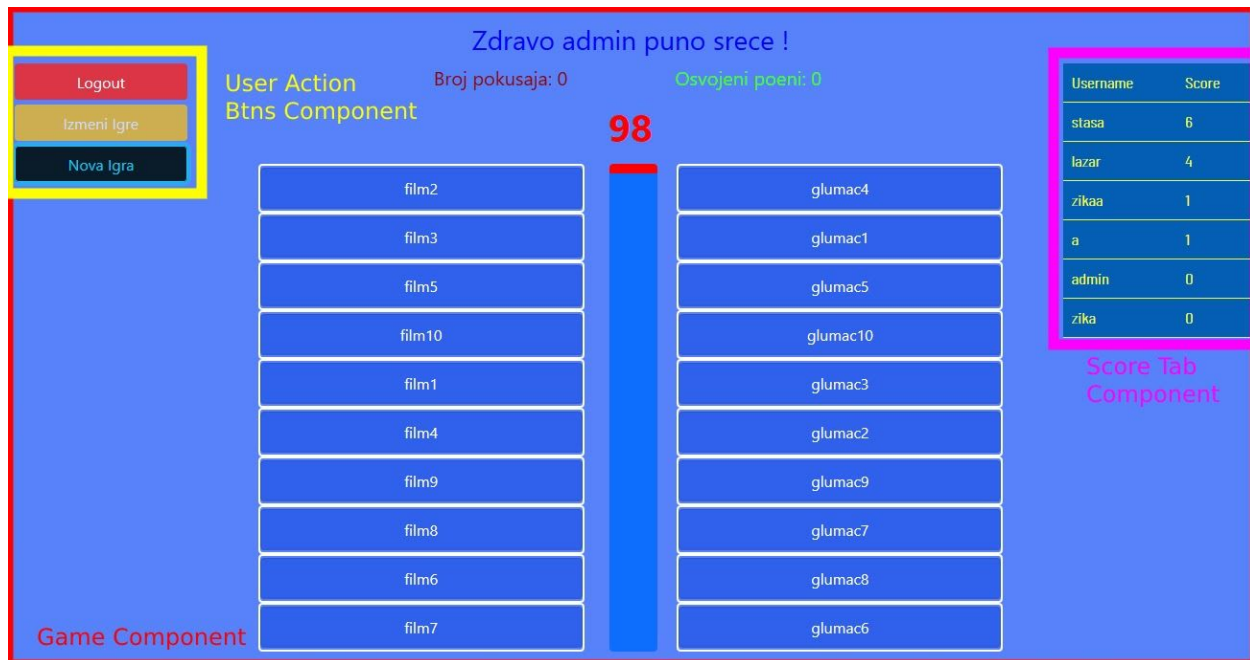 Zdravo admin puno srece !
Logout
Izmeni Igre
Nova Igra
User Action
Btns Component
Broj pokusaja: 0
Osvojeni poeni: 0
98
film2
film3
film5
film10
film1
film4
film9
film8
film6
film7
glumac4
glumac1
glumac5
glumac10
glumac3
glumac2
glumac9
glumac7
glumac8
glumac6
Username Score
stasa 6
lazar 4
zikaa 1
a 1
admin 0
zika 0
Score Tab
Component
Game Component